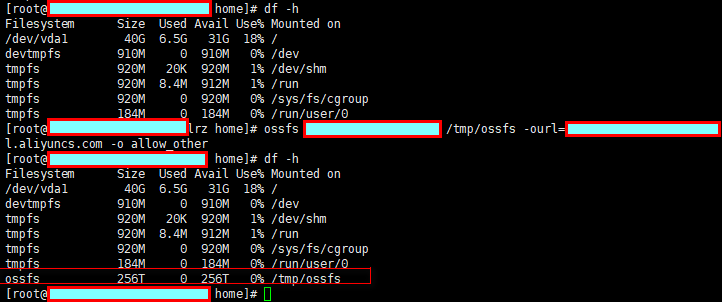 [root@ home]# df -h
Filesystem Size Used Avail Use% Mounted on
/dev/vda1 40G 6.5G 31G 18% /
devtmpfs 910M 0 910M 0% /dev
tmpfs 920M 20K 920M 1% /dev/shm
tmpfs 920M 8.4M 912M 1% /run
tmpfs 920M 0 920M 0% /sys/fs/cgroup
tmpfs 184M 0 184M 0% /run/user/0
[root@ lrz home]# ossfs /tmp/ossfs -ourl=
l.aliyuncs.com -o allow_other
[root@ home]# df -h
Filesystem Size Used Avail Use% Mounted on
/dev/vda1 40G 6.5G 31G 18% /
devtmpfs 910M 0 910M 0% /dev
tmpfs 920M 20K 920M 1% /dev/shm
tmpfs 920M 8.4M 912M 1% /run
tmpfs 920M 0 920M 0% /sys/fs/cgroup
tmpfs 184M 0 184M 0% /run/user/0
ossfs 256T 0 256T 0% /tmp/ossfs
[root@ home]#